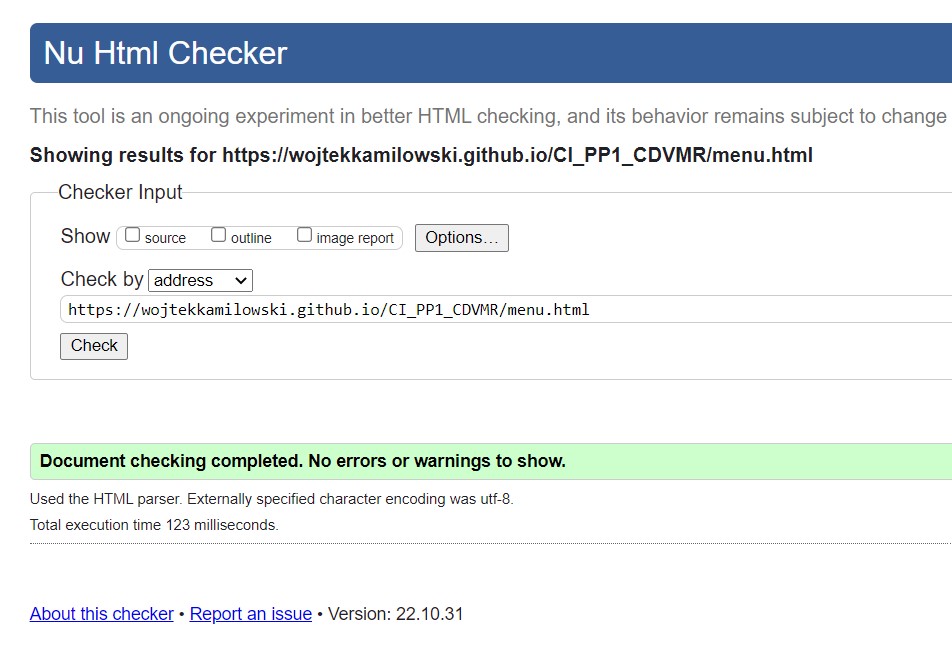 Nu Html Checker
This tool is an ongoing experiment in better HTML checking, and its behavior remains subject to change
Showing results for https://wojtekkamilowski.github.io/CI_PP1_CDVMR/menu.html
Checker Input
Show source outline image report Options…
Check by address
https://wojtekkamilowski.github.io/CI_PP1_CDVMR/menu.html
Check
Document checking completed. No errors or warnings to show.
Used the HTML parser. Externally specified character encoding was utf-8.
Total execution time 123 milliseconds.
About this checker • Report an issue • Version: 22.10.31